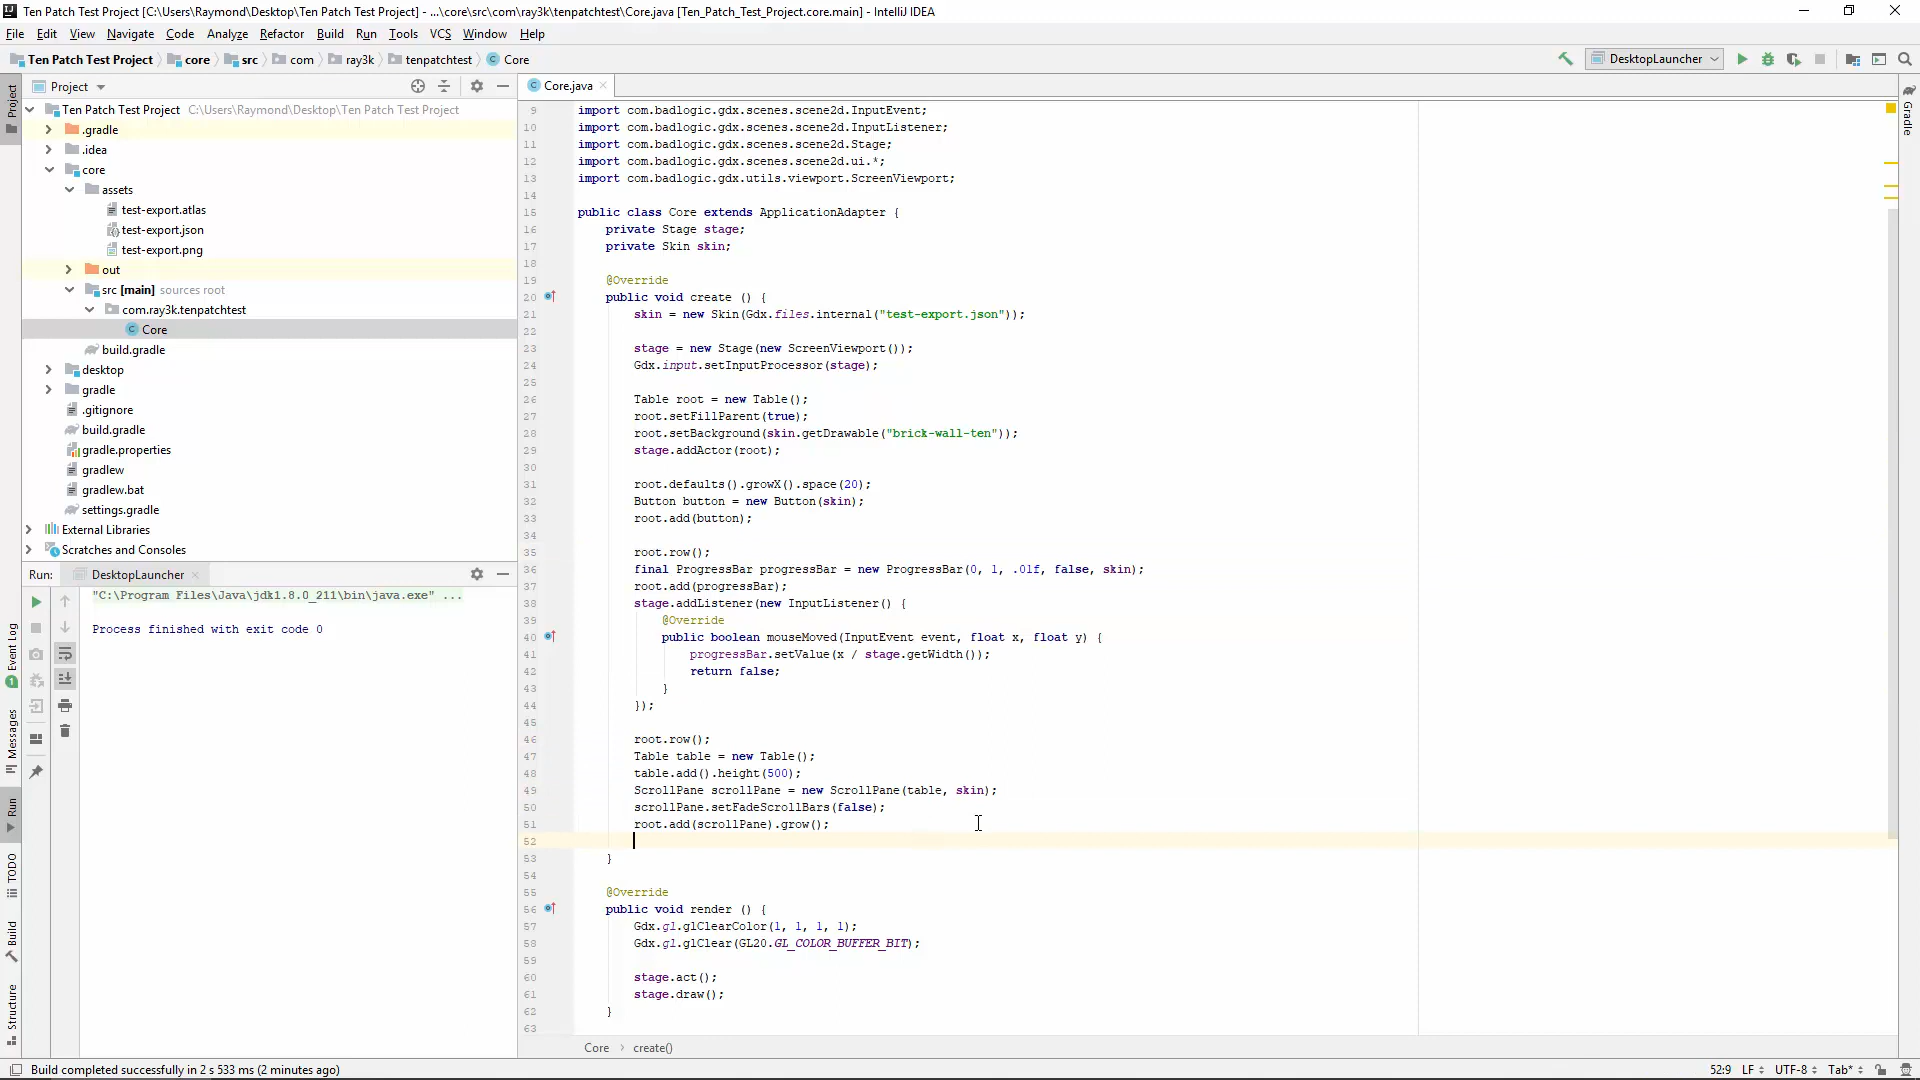 Ten Patch Test Project [C:\Users\Raymond\Desktop\Ten Patch Test Project] - ...\core\src\com\ray3k\tenpatchtest\Core.java [Ten_Patch_Test_Project.core.main] - IntelliJ IDEA
File Edit View Navigate Code Analyze Refactor Build Run Tools VCS Window Help
Ten Patch Test Project core src com ray3k tenpatchtest Core
DesktopLauncher
Project
Core.java
Project
Ten Patch Test Project C:\Users\Raymond\Desktop\Ten Patch Test Project
.gradle
.idea
core
assets
test-export.atlas
test-export.json
test-export.png
out
src [main] sources root
com.ray3k.tenpatchtest
Core
build.gradle
desktop
gradle
.gitignore
build.gradle
gradle.properties
gradlew
gradlew.bat
settings.gradle
External Libraries
Scratches and Consoles
Run: DesktopLauncher
"C:\Program Files\Java\jdk1.8.0_211\bin\java.exe" ...
Process finished with exit code 0
Event Log
1
Messages
Run
TODO
Build
Structure
9 import com.badlogic.gdx.scenes.scene2d.InputEvent;
10 import com.badlogic.gdx.scenes.scene2d.InputListener;
11 import com.badlogic.gdx.scenes.scene2d.Stage;
12 import com.badlogic.gdx.scenes.scene2d.ui.*;
13 import com.badlogic.gdx.utils.viewport.ScreenViewport;
14
15 public class Core extends ApplicationAdapter {
16 private Stage stage;
17 private Skin skin;
18
19 @Override
20 public void create () {
21 skin = new Skin(Gdx.files.internal("test-export.json"));
22
23 stage = new Stage(new ScreenViewport());
24 Gdx.input.setInputProcessor(stage);
25
26 Table root = new Table();
27 root.setFillParent(true);
28 root.setBackground(skin.getDrawable("brick-wall-ten"));
29 stage.addActor(root);
30
31 root.defaults().growX().space(20);
32 Button button = new Button(skin);
33 root.add(button);
34
35 root.row();
36 final ProgressBar progressBar = new ProgressBar(0, 1, .01f, false, skin);
37 root.add(progressBar);
38 stage.addListener(new InputListener() {
39 @Override
40 public boolean mouseMoved(InputEvent event, float x, float y) {
41 progressBar.setValue(x / stage.getWidth());
42 return false;
43 }
44 });
45
46 root.row();
47 Table table = new Table();
48 table.add().height(500);
49 ScrollPane scrollPane = new ScrollPane(table, skin);
50 scrollPane.setFadeScrollBars(false);
51 root.add(scrollPane).grow();
52
53 }
54
55 @Override
56 public void render () {
57 Gdx.gl.glClearColor(1, 1, 1, 1);
58 Gdx.gl.glClear(GL20.GL_COLOR_BUFFER_BIT);
59
60 stage.act();
61 stage.draw();
62 }
63
Core › create()
Gradle
Build completed successfully in 2 s 533 ms (2 minutes ago)
52:9 LF UTF-8 Tab*